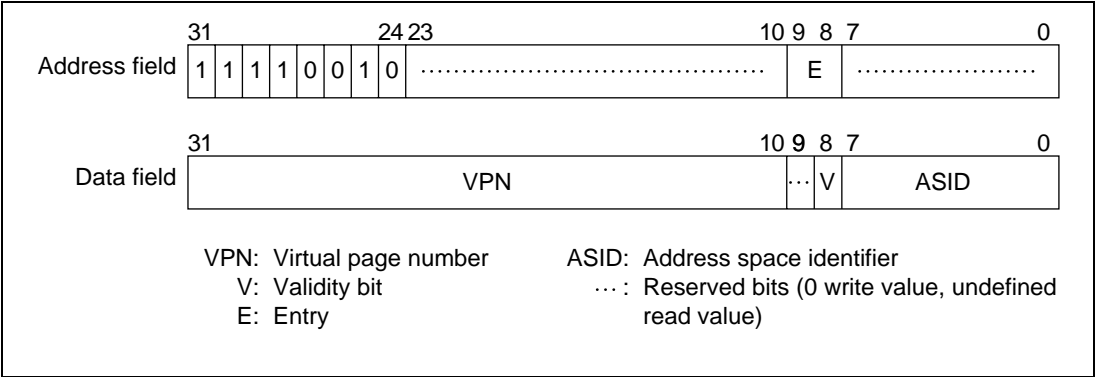 31 24 23 10 9 8 7 0
Address field 1 1 1 1 0 0 1 0 ...... E ......
31 10 9 8 7 0
Data field VPN ... V ASID
VPN: Virtual page number ASID: Address space identifier
V: Validity bit ... : Reserved bits (0 write value, undefined
E: Entry read value)